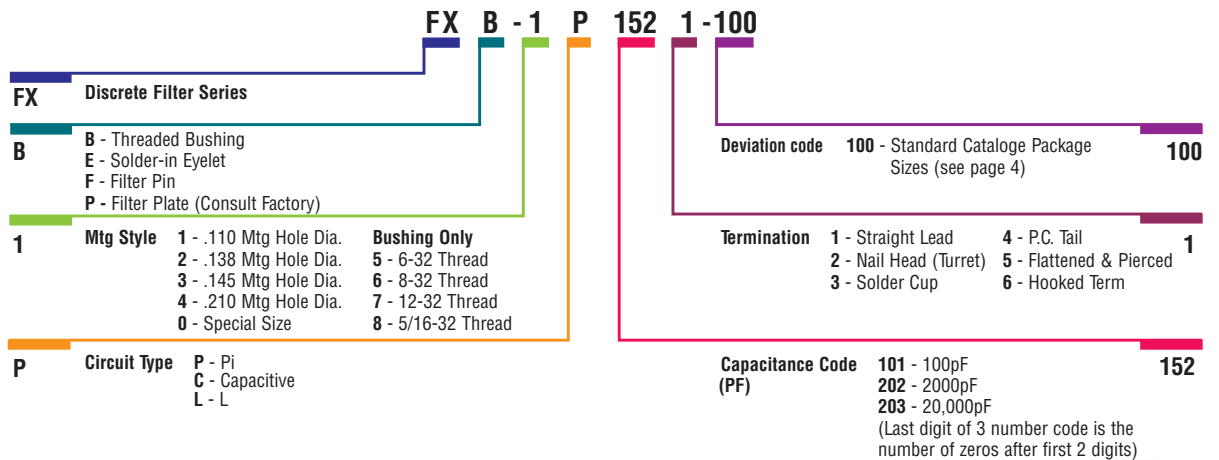 FX B - 1 P 152 1 -100
FX Discrete Filter Series
B B - Threaded Bushing
E - Solder-in Eyelet
F - Filter Pin
P - Filter Plate (Consult Factory)
1 Mtg Style 1 - .110 Mtg Hole Dia. Bushing Only
2 - .138 Mtg Hole Dia. 5 - 6-32 Thread
3 - .145 Mtg Hole Dia. 6 - 8-32 Thread
4 - .210 Mtg Hole Dia. 7 - 12-32 Thread
0 - Special Size 8 - 5/16-32 Thread
P Circuit Type P - Pi
C - Capacitive
L - L
Deviation code 100 - Standard Cataloge Package 100
Sizes (see page 4)
Termination 1 - Straight Lead 4 - P.C. Tail 1
2 - Nail Head (Turret) 5 - Flattened & Pierced
3 - Solder Cup 6 - Hooked Term
Capacitance Code 101 - 100pF 152
(PF) 202 - 2000pF
203 - 20,000pF
(Last digit of 3 number code is the
number of zeros after first 2 digits)